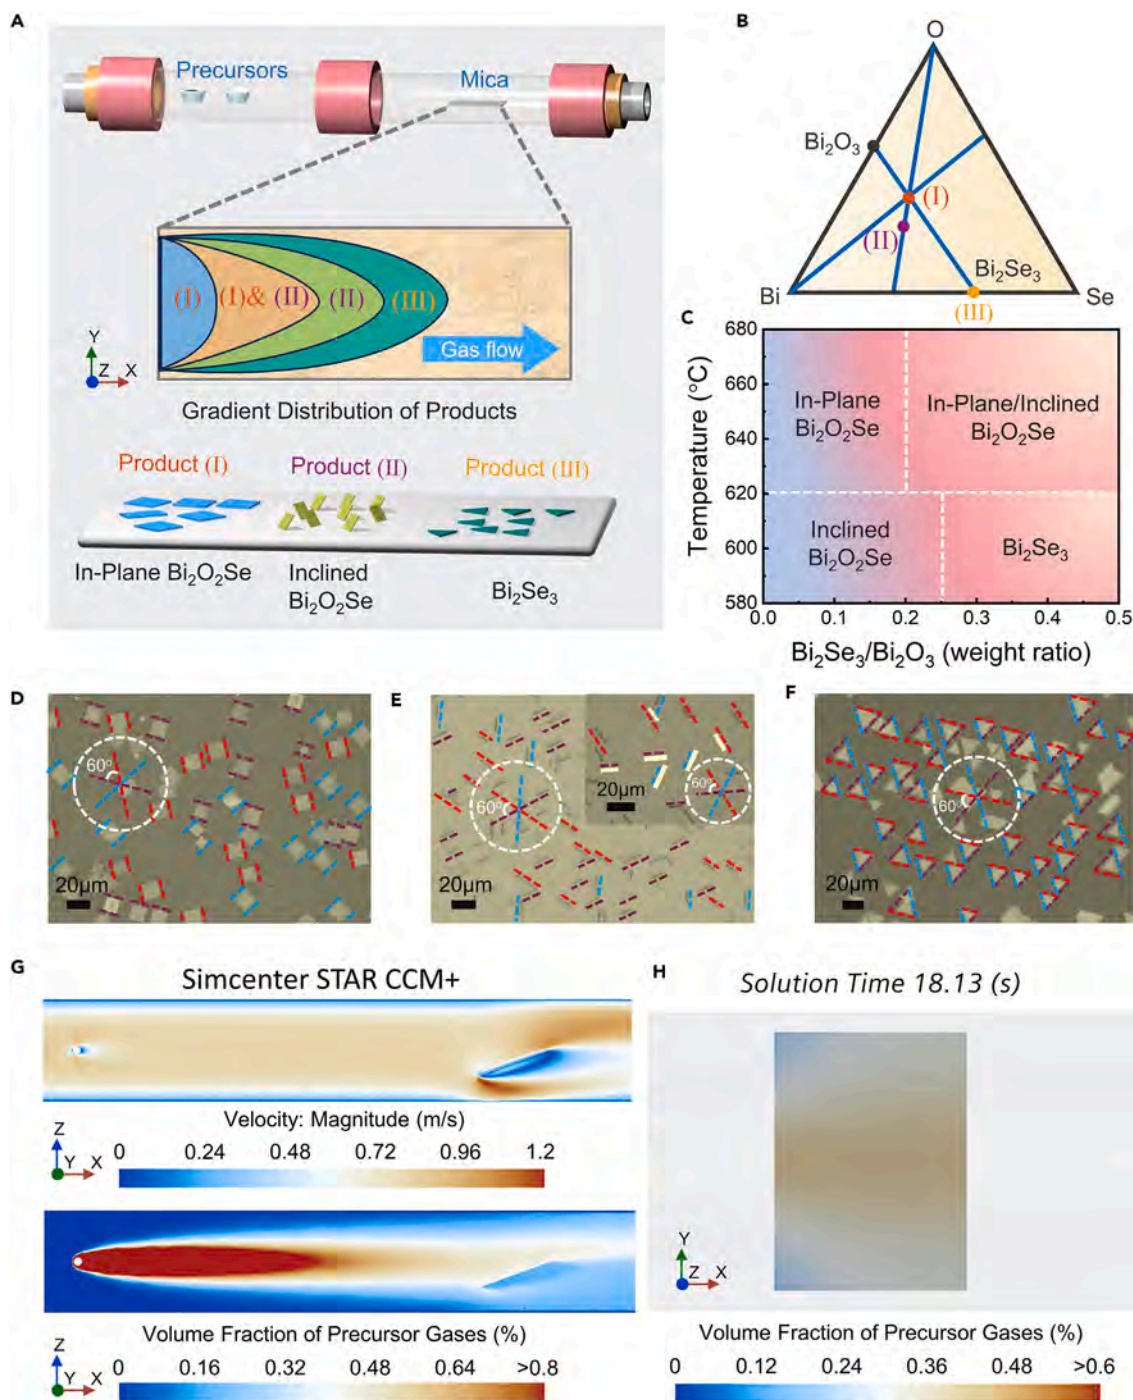 A
Precursors
Mica
(I)
(I)& (II)
(II)
(III)
Gas flow
Y
Z
X
Gradient Distribution of Products
Product (I)
Product (II)
Product (III)
In-Plane Bi₂O₂Se
Inclined
Bi₂O₂Se
Bi₂Se₃
B
O
Bi₂O₃
(I)
(II)
Bi₂Se₃
Bi
Se
(III)
C
Temperature (°C)
680
660
640
620
600
580
In-Plane
Bi₂O₂Se
In-Plane/Inclined
Bi₂O₂Se
Inclined
Bi₂O₂Se
Bi₂Se₃
0.0 0.1 0.2 0.3 0.4 0.5
Bi₂Se₃/Bi₂O₃ (weight ratio)
D
60°
20μm
E
60°
20μm
60°
20μm
F
60°
20μm
G
Simcenter STAR CCM+
Velocity: Magnitude (m/s)
Z
Y
X
0 0.24 0.48 0.72 0.96 1.2
Volume Fraction of Precursor Gases (%)
Z
Y
X
0 0.16 0.32 0.48 0.64 >0.8
H
Solution Time 18.13 (s)
Y
Z
X
Volume Fraction of Precursor Gases (%)
0 0.12 0.24 0.36 0.48 >0.6